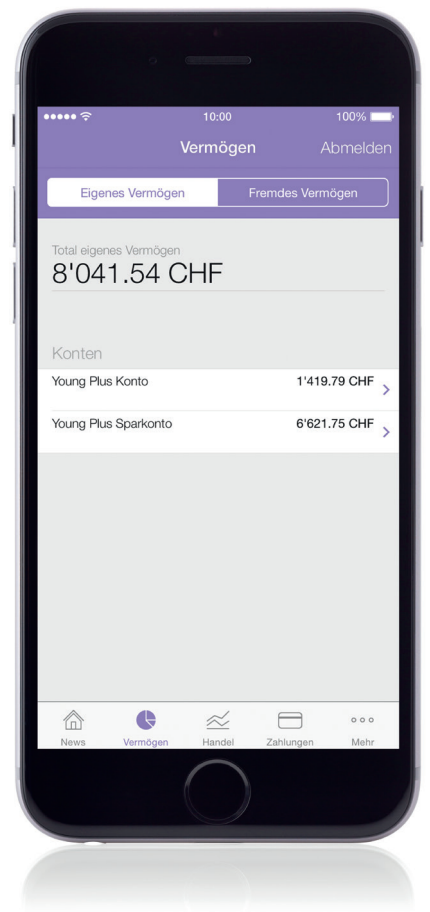 10:00
100%
Vermögen
Abmelden
Eigenes Vermögen
Fremdes Vermögen
Total eigenes Vermögen
8'041.54 CHF
Konten
Young Plus Konto 1'419.79 CHF
Young Plus Sparkonto 6'621.75 CHF
News
Vermögen
Handel
Zahlungen
Mehr